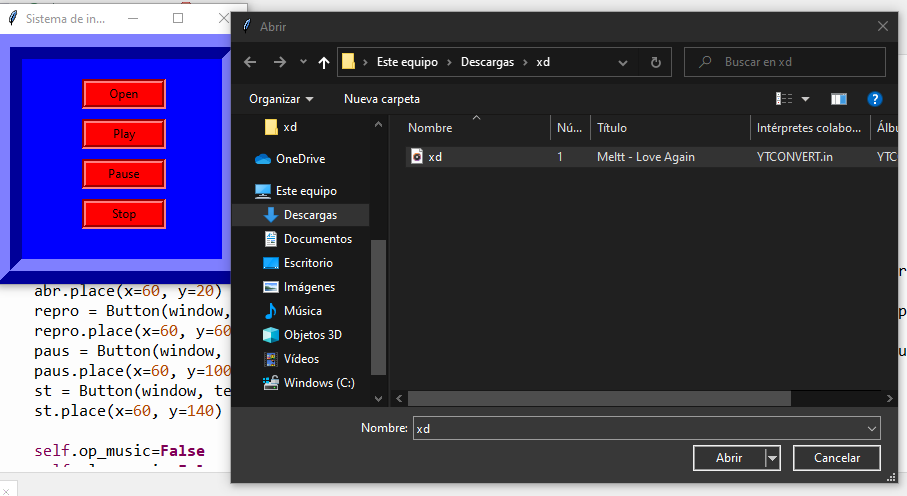 Sistema de in...
Open
Play
Pause
Stop
abr.place(x=60, y=20)
repro = Button(window,
repro.place(x=60, y=60
paus = Button(window,
paus.place(x=60, y=100
st = Button(window, te
st.place(x=60, y=140)
self.op_music=False
Abrir
Este equipo › Descargas › xd
Buscar en xd
Organizar
Nueva carpeta
xd
OneDrive
Este equipo
Descargas
Documentos
Escritorio
Imágenes
Música
Objetos 3D
Vídeos
Windows (C:)
Nombre Nú... Título Intérpretes colabo... Álbu
xd 1 Meltt - Love Again YTCONVERT.in YTC
Nombre: xd
Abrir
Cancelar